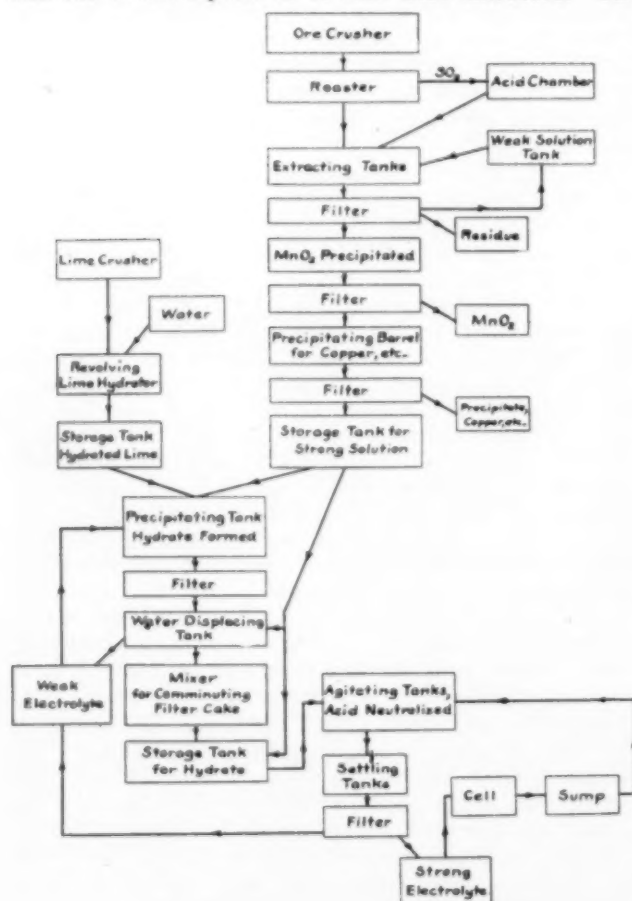 Ore Crusher
Roaster
SO₂
Acid Chamber
Extracting Tanks
Weak Solution
Tank
Filter
Residue
MnO₂ Precipitated
Lime Crusher
Water
Filter
MnO₂
Precipitating Barrel
for Copper, etc.
Revolving
Lime Hydrator
Filter
Precipitate,
Copper, etc.
Storage Tank
Hydrated Lime
Storage Tank for
Strong Solution
Precipitating Tank
Hydrate Formed
Filter
Water Displacing
Tank
Weak
Electrolyte
Mixer
for Comminuting
Filter Cake
Agitating Tanks,
Acid Neutralized
Storage Tank
for Hydrate
Settling
Tanks
Cell
Sump
Filter
Strong
Electrolyte